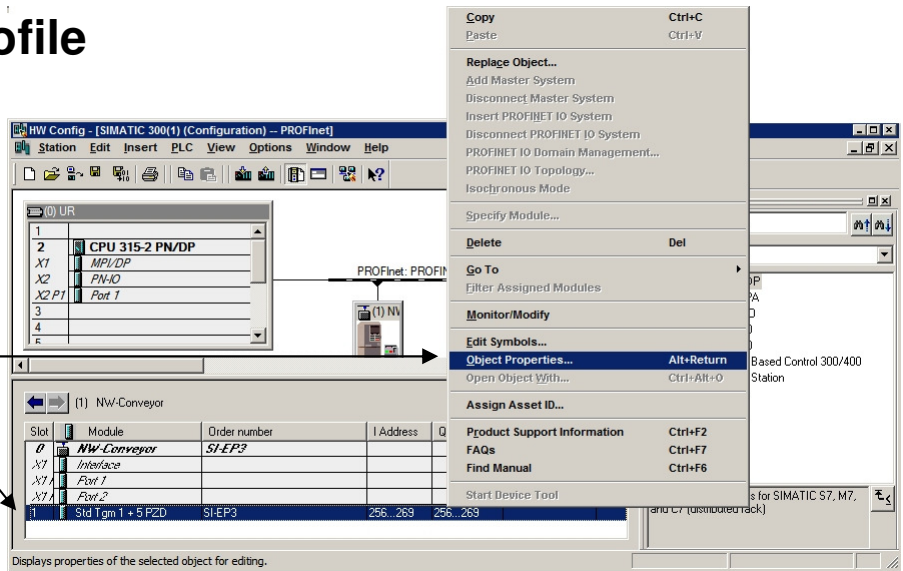 ofile
HW Config - [SIMATIC 300(1) (Configuration) -- PROFInet]
Station Edit Insert PLC View Options Window Help
(0) UR
1
2 CPU 315-2 PN/DP
X1 MPI/DP
X2 PN-IO
X2 P1 Port 1
3
4
5
PROFInet: PROFIN
(1) NW
Copy Ctrl+C
Paste Ctrl+V
Replace Object...
Add Master System
Disconnect Master System
Insert PROFINET IO System
Disconnect PROFINET IO System
PROFINET IO Domain Management...
PROFINET IO Topology...
Isochronous Mode
Specify Module...
Delete Del
Go To
Filter Assigned Modules
Monitor/Modify
Edit Symbols...
Object Properties... Alt+Return
Open Object With... Ctrl+Alt+O
Assign Asset ID...
Product Support Information Ctrl+F2
FAQs Ctrl+F7
Find Manual Ctrl+F6
Start Device Tool
Based Control 300/400
Station
s for SIMATIC S7, M7,
and C7 (distributed rack)
(1) NW-Conveyor
Slot Module Order number I Address Q
0 NW-Conveyor SI-EP3
X1 Interface
X1 Port 1
X1 Port 2
1 Std Tgm 1 + 5 PZD SI-EP3 256...269 256...269
Displays properties of the selected object for editing.